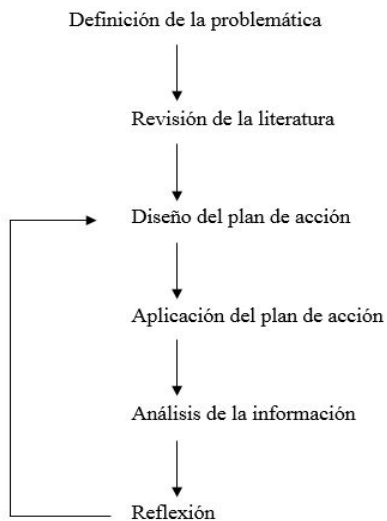 Definición de la problemática
Revisión de la literatura
Diseño del plan de acción
Aplicación del plan de acción
Análisis de la información
Reflexión